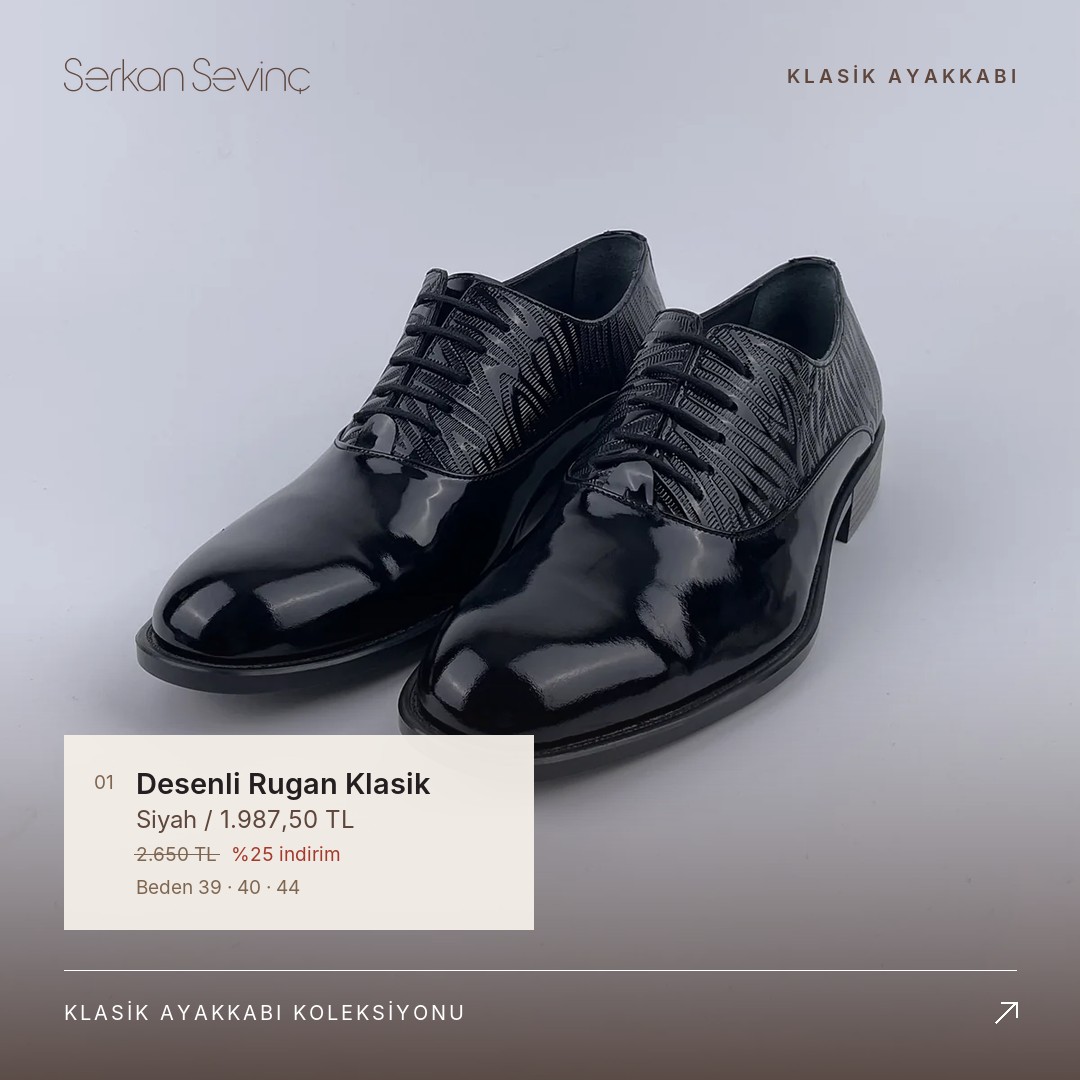 Serkan Sevinç
KLASİK AYAKKABI
01 Desenli Rugan Klasik
Siyah / 1.987,50 TL
2.650 TL %25 indirim
Beden 39 · 40 · 44
KLASİK AYAKKABI KOLEKSİYONU